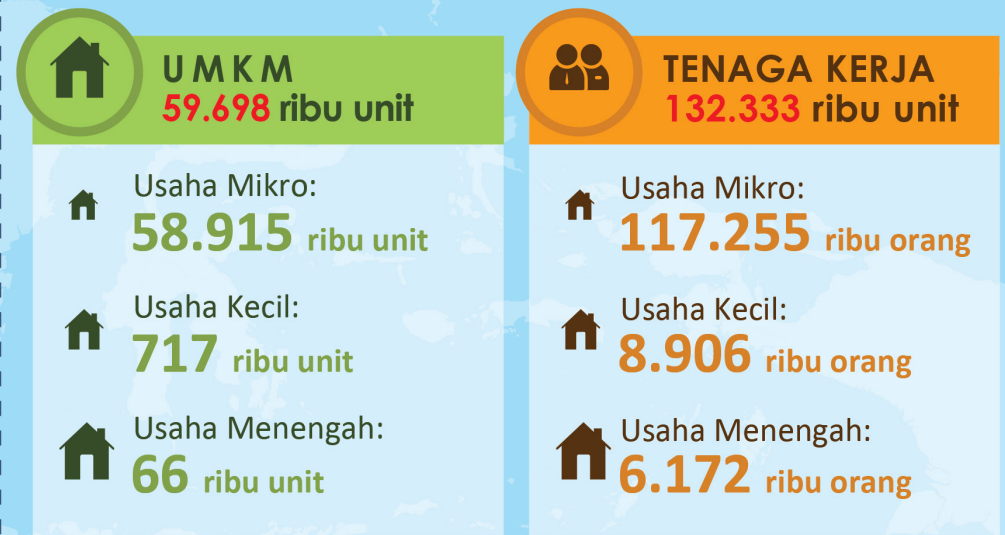 UMKM
59.698 ribu unit
Usaha Mikro:
58.915 ribu unit
Usaha Kecil:
717 ribu unit
Usaha Menengah:
66 ribu unit
TENAGA KERJA
132.333 ribu unit
Usaha Mikro:
117.255 ribu orang
Usaha Kecil:
8.906 ribu orang
Usaha Menengah:
6.172 ribu orang